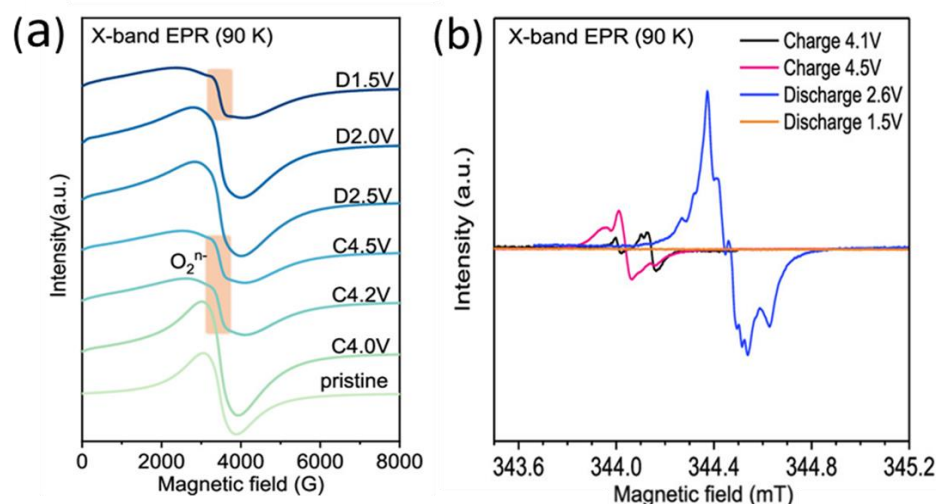 (a)
X-band EPR (90 K)
D1.5V
D2.0V
D2.5V
C4.5V
O₂ⁿ⁻
C4.2V
C4.0V
pristine
Intensity(a.u.)
0 2000 4000 6000 8000
Magnetic field (G)
(b)
X-band EPR (90 K)
Charge 4.1V
Charge 4.5V
Discharge 2.6V
Discharge 1.5V
Intensity (a.u.)
343.6 344.0 344.4 344.8 345.2
Magnetic field (mT)